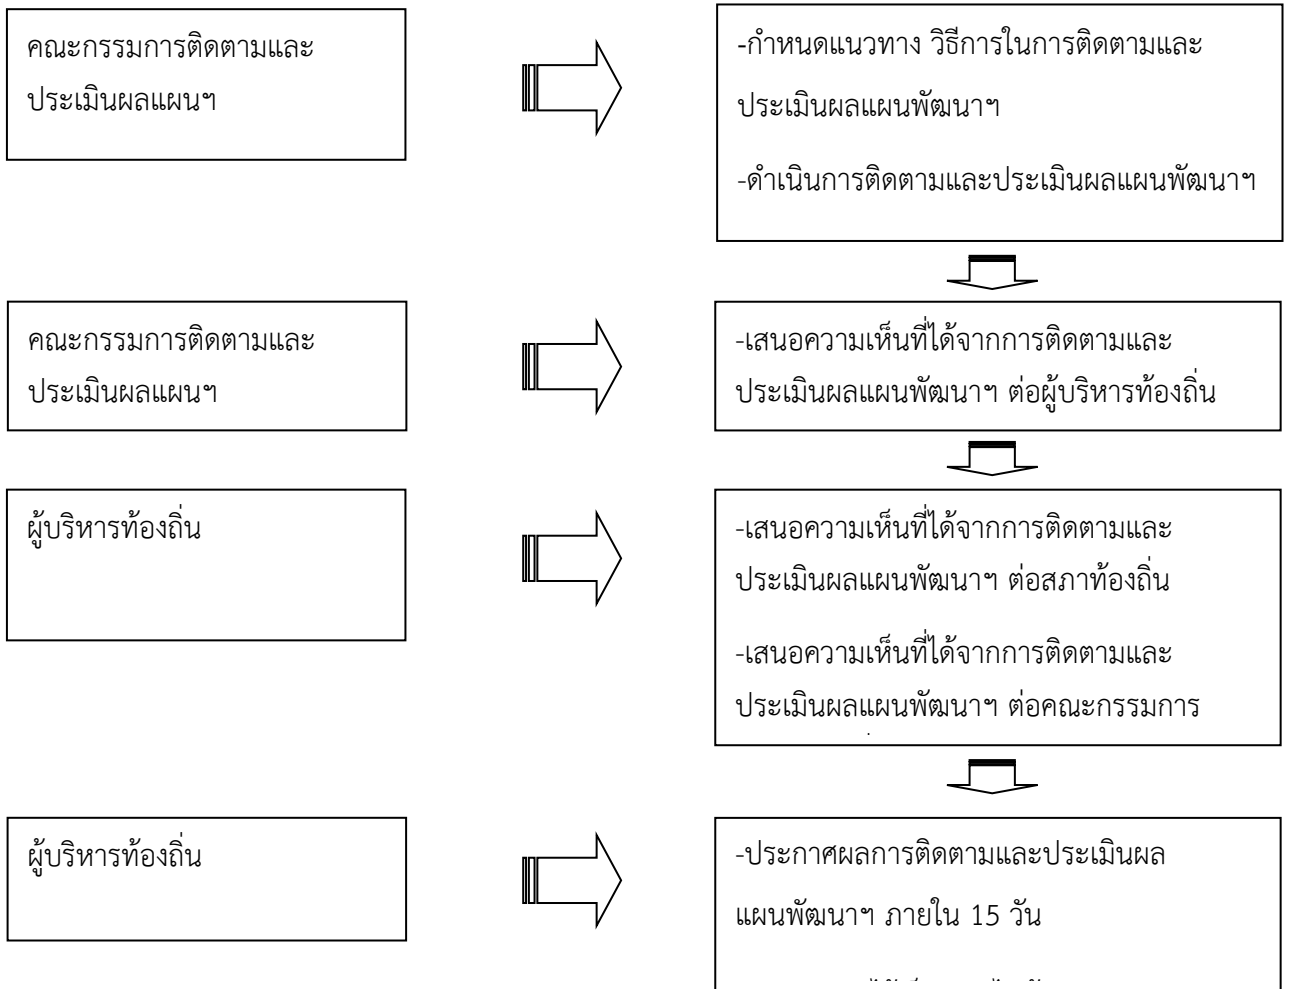 คณะกรรมการติดตามและ
ประเมินผลแผนฯ
-กำหนดแนวทาง วิธีการในการติดตามและ
ประเมินผลแผนพัฒนาฯ
-ดำเนินการติดตามและประเมินผลแผนพัฒนาฯ
คณะกรรมการติดตามและ
ประเมินผลแผนฯ
-เสนอความเห็นที่ได้จากการติดตามและ
ประเมินผลแผนพัฒนาฯ ต่อผู้บริหารท้องถิ่น
ผู้บริหารท้องถิ่น
-เสนอความเห็นที่ได้จากการติดตามและ
ประเมินผลแผนพัฒนาฯ ต่อสภาท้องถิ่น
-เสนอความเห็นที่ได้จากการติดตามและ
ประเมินผลแผนพัฒนาฯ ต่อคณะกรรมการ
ผู้บริหารท้องถิ่น
-ประกาศผลการติดตามและประเมินผล
แผนพัฒนาฯ ภายใน 15 วัน